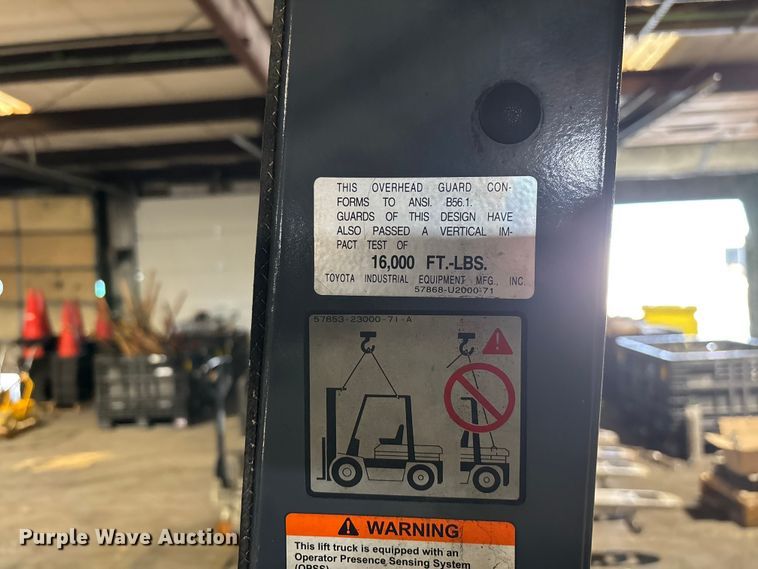 THIS OVERHEAD GUARD CON-
FORMS TO ANSI. B56.1.
GUARDS OF THIS DESIGN HAVE
ALSO PASSED A VERTICAL IM-
PACT TEST OF
16,000 FT.-LBS.
TOYOTA INDUSTRIAL EQUIPMENT MFG., INC.
57868-U2000-71
57853-23000-71-A
WARNING
This lift truck is equipped with an
Operator Presence Sensing System
(OPSS)
Purple Wave Auction